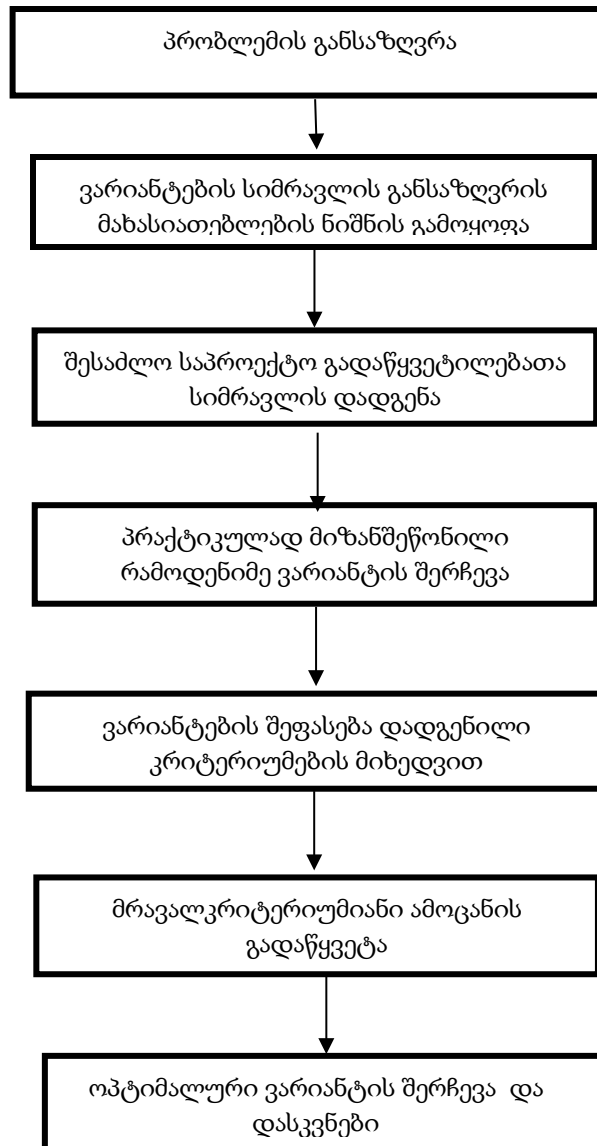 პრობლემის განსაზღვრა
ვარიანტების სიმრავლის განსაზღვრის
მახასიათებლების ნიშნის გამოყოფა
შესაძლო საპროექტო გადაწყვეტილებათა
სიმრავლის დადგენა
პრაქტიკულად მიზანშეწონილი
რამოდენიმე ვარიანტის შერჩევა
ვარიანტების შეფასება დადგენილი
კრიტერიუმების მიხედვით
მრავალკრიტერიუმიანი ამოცანის
გადაწყვეტა
ოპტიმალური ვარიანტის შერჩევა და
დასკვნები